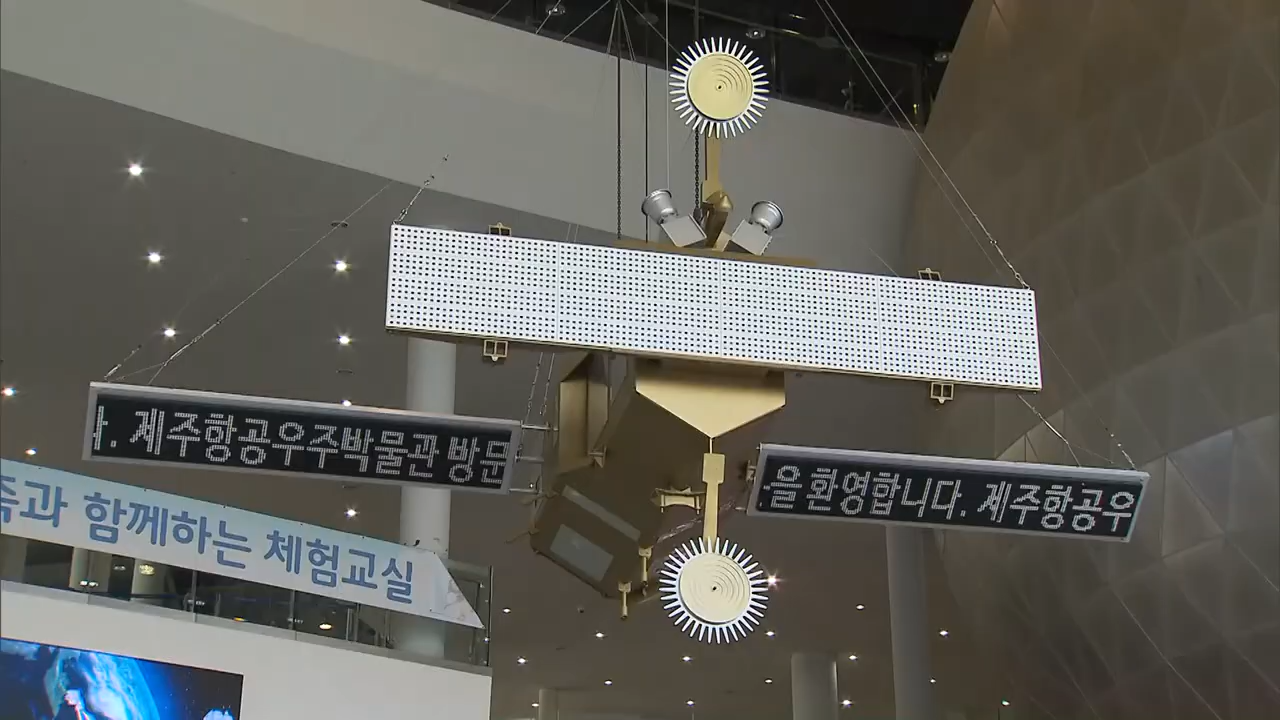 . 제주항공우주박물관 방문
을 환영합니다. 제주항공우
과 함께하는 체험교실